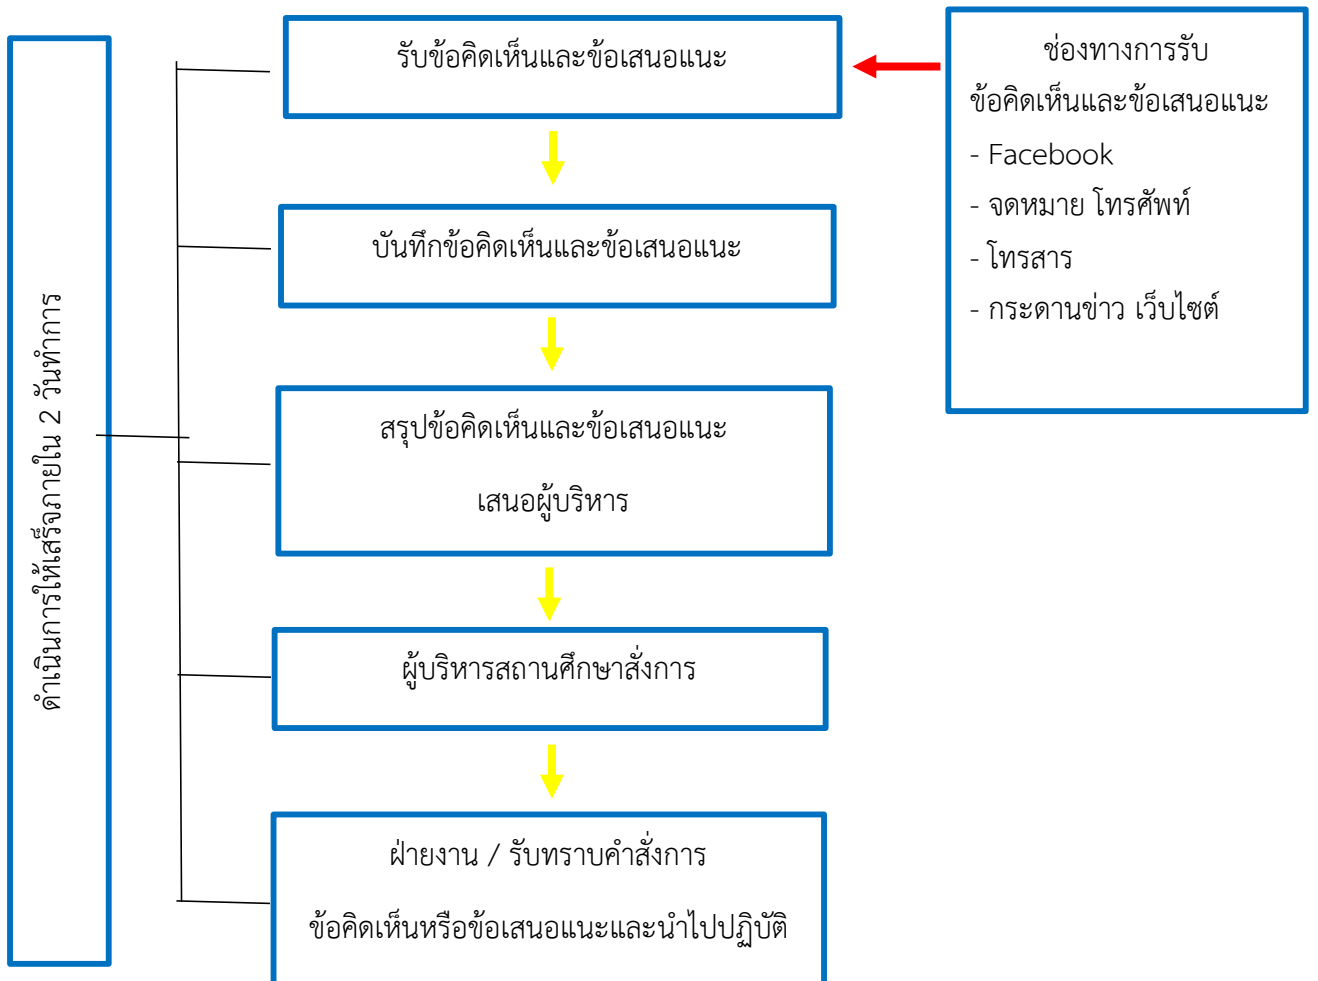 รับข้อคิดเห็นและข้อเสนอแนะ
ช่องทางการรับ
ข้อคิดเห็นและข้อเสนอแนะ
- Facebook
- จดหมาย โทรศัพท์
- โทรสาร
- กระดานข่าว เว็บไซต์
บันทึกข้อคิดเห็นและข้อเสนอแนะ
สรุปข้อคิดเห็นและข้อเสนอแนะ
เสนอผู้บริหาร
ผู้บริหารสถานศึกษาสั่งการ
ฝ่ายงาน / รับทราบคำสั่งการ
ข้อคิดเห็นหรือข้อเสนอแนะและนำไปปฏิบัติ
ดำเนินการให้เสร็จภายใน 2 วันทำการ